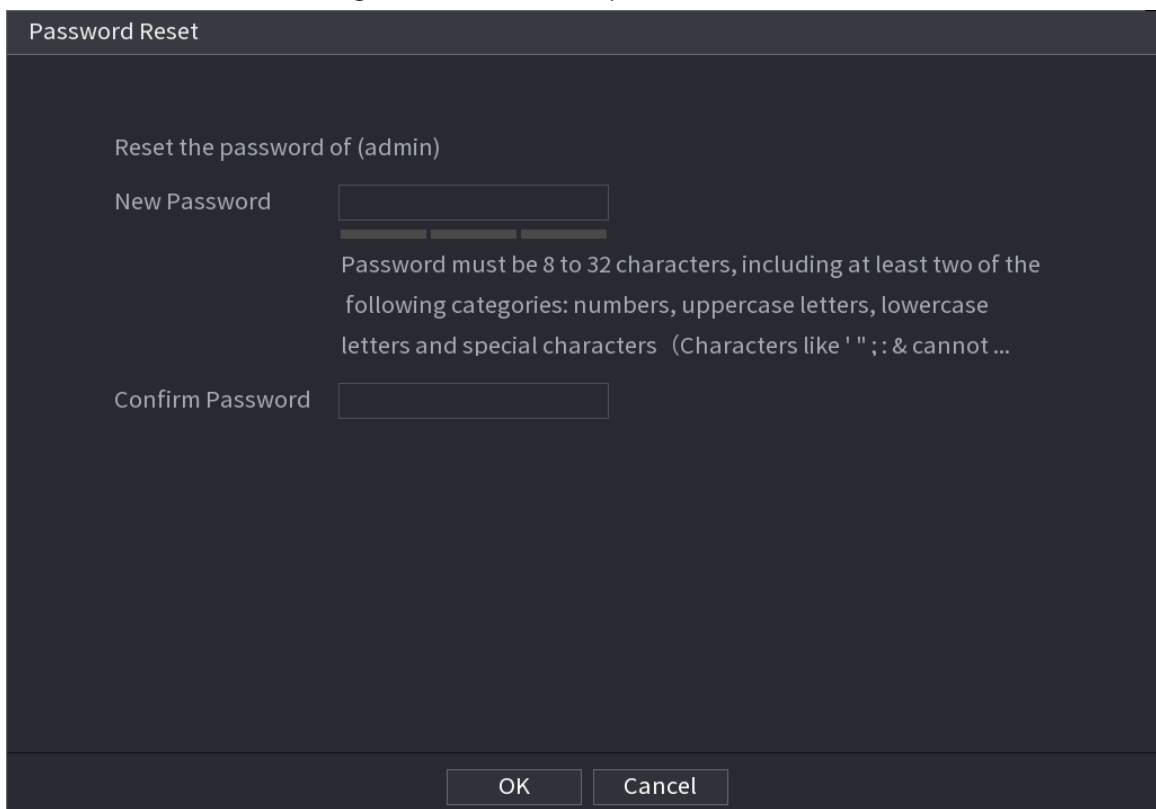 Password Reset
Reset the password of (admin)
New Password
Password must be 8 to 32 characters, including at least two of the
following categories: numbers, uppercase letters, lowercase
letters and special characters（Characters like ' " ; : & cannot ...
Confirm Password
OK Cancel